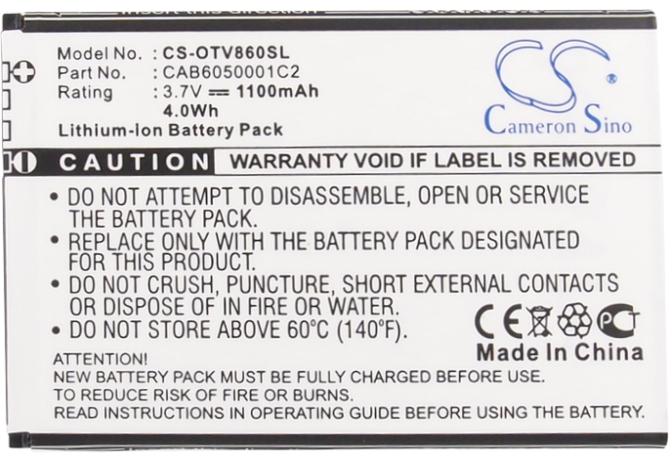 Model No : CS-OTV860SL
Part No. : CAB6050001C2
Rating : 3.7V ⎓ 1100mAh
4.0Wh
Lithium-Ion Battery Pack
CS
Cameron Sino
CAUTION WARRANTY VOID IF LABEL IS REMOVED
• DO NOT ATTEMPT TO DISASSEMBLE, OPEN OR SERVICE
THE BATTERY PACK.
• REPLACE ONLY WITH THE BATTERY PACK DESIGNATED
FOR THIS PRODUCT.
• DO NOT CRUSH, PUNCTURE, SHORT EXTERNAL CONTACTS
OR DISPOSE OF IN FIRE OR WATER.
• DO NOT STORE ABOVE 60°C (140°F).
CE PCT
Made In China
ATTENTION!
NEW BATTERY PACK MUST BE FULLY CHARGED BEFORE USE
TO REDUCE RISK OF FIRE OR BURNS.
READ INSTRUCTIONS IN OPERATING GUIDE BEFORE USING BATTERY